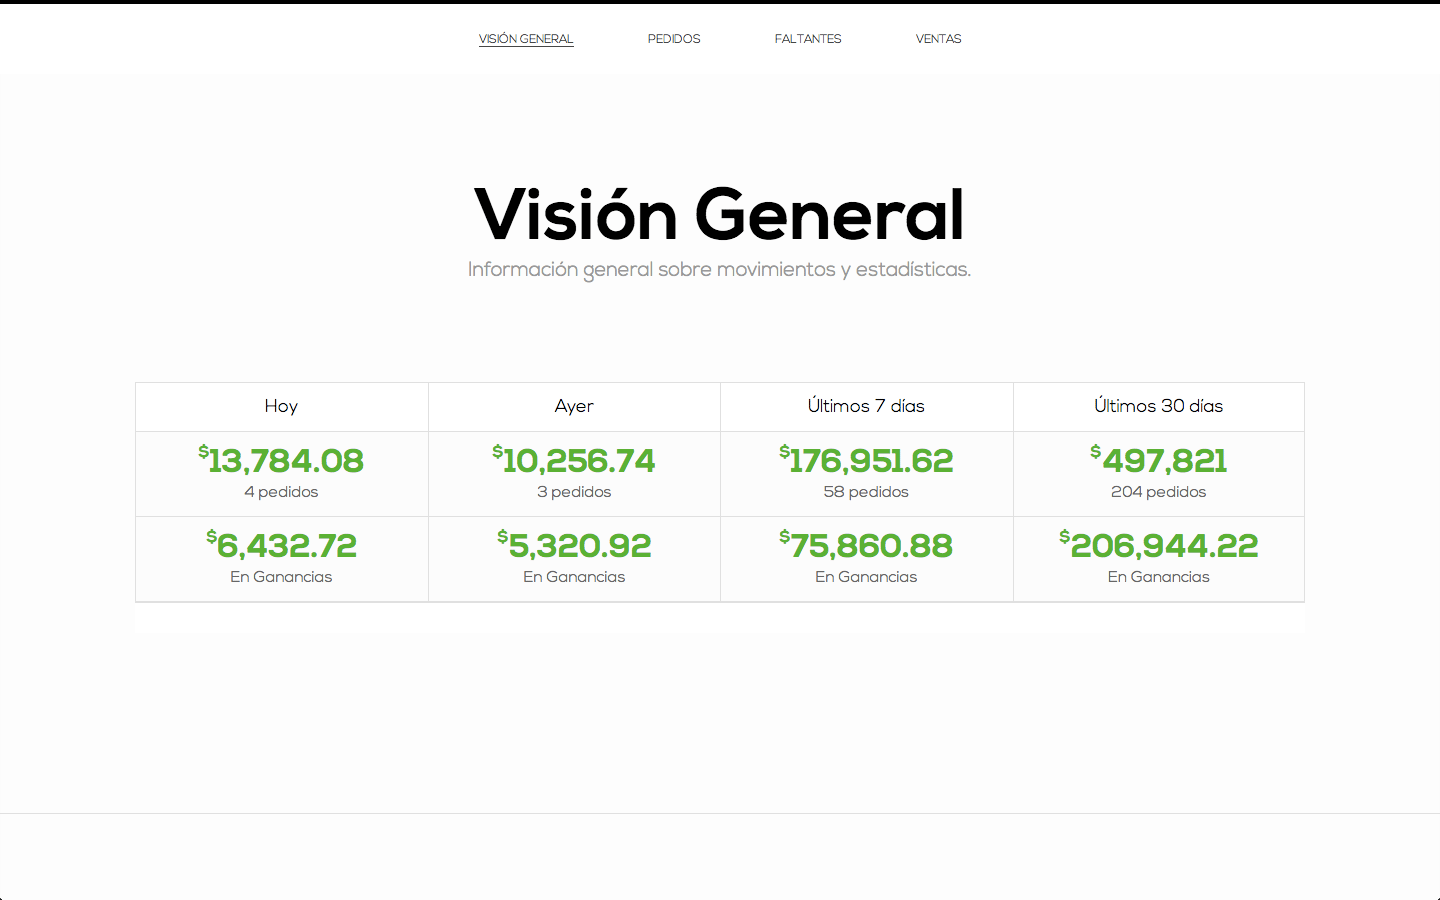 VISIÓN GENERAL PEDIDOS FALTANTES VENTAS
Visión General
Información general sobre movimientos y estadísticas.
Hoy Ayer Últimos 7 días Últimos 30 días
$13,784.08 $10,256.74 $176,951.62 $497,821
4 pedidos 3 pedidos 58 pedidos 204 pedidos
$6,432.72 $5,320.92 $75,860.88 $206,944.22
En Ganancias En Ganancias En Ganancias En Ganancias